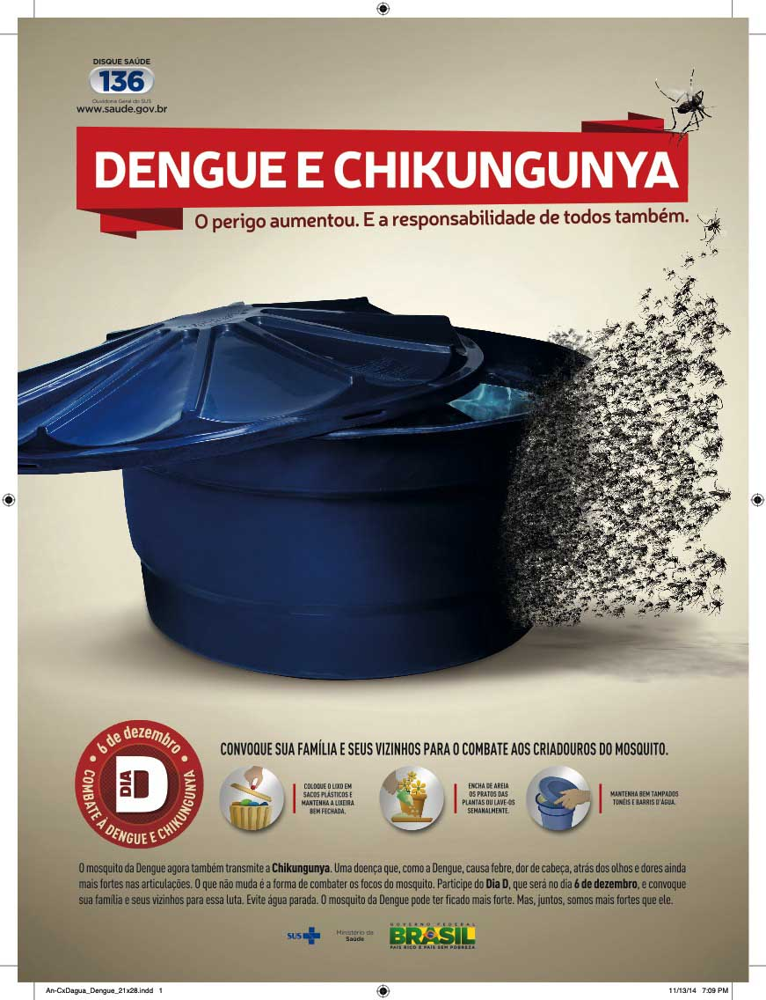 DISQUE SAÚDE
136
Ouvidoria Geral do SUS
www.saude.gov.br
DENGUE E CHIKUNGUNYA
O perigo aumentou. E a responsabilidade de todos também.
6 de dezembro
DIA D
COMBATE À DENGUE E CHIKUNGUNYA
CONVOQUE SUA FAMÍLIA E SEUS VIZINHOS PARA O COMBATE AOS CRIADOUROS DO MOSQUITO.
COLOQUE O LIXO EM
SACOS PLÁSTICOS E
MANTENHA A LIXEIRA
BEM FECHADA.
ENCHA DE AREIA
OS PRATOS DAS
PLANTAS OU LAVE-OS
SEMANALMENTE.
MANTENHA BEM TAMPADOS
TONÉIS E BARRIS D'ÁGUA.
O mosquito da Dengue agora também transmite a Chikungunya. Uma doença que, como a Dengue, causa febre, dor de cabeça, atrás dos olhos e dores ainda
mais fortes nas articulações. O que não muda é a forma de combater os focos do mosquito. Participe do Dia D, que será no dia 6 de dezembro, e convoque
sua família e seus vizinhos para essa luta. Evite água parada. O mosquito da Dengue pode ter ficado mais forte. Mas, juntos, somos mais fortes que ele.
SUS
Ministério da
Saúde
GOVERNO FEDERAL
BRASIL
PAÍS RICO É PAÍS SEM POBREZA
An-CxDagua_Dengue_21x28.indd 1
11/13/14 7:09 PM